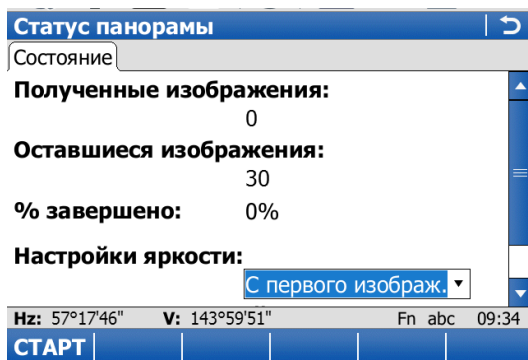 Статус панорамы
Состояние
Полученные изображения:
0
Оставшиеся изображения:
30
% завершено: 0%
Настройки яркости:
С первого изображ.
Hz: 57°17'46" V: 143°59'51" Fn abc 09:34
СТАРТ